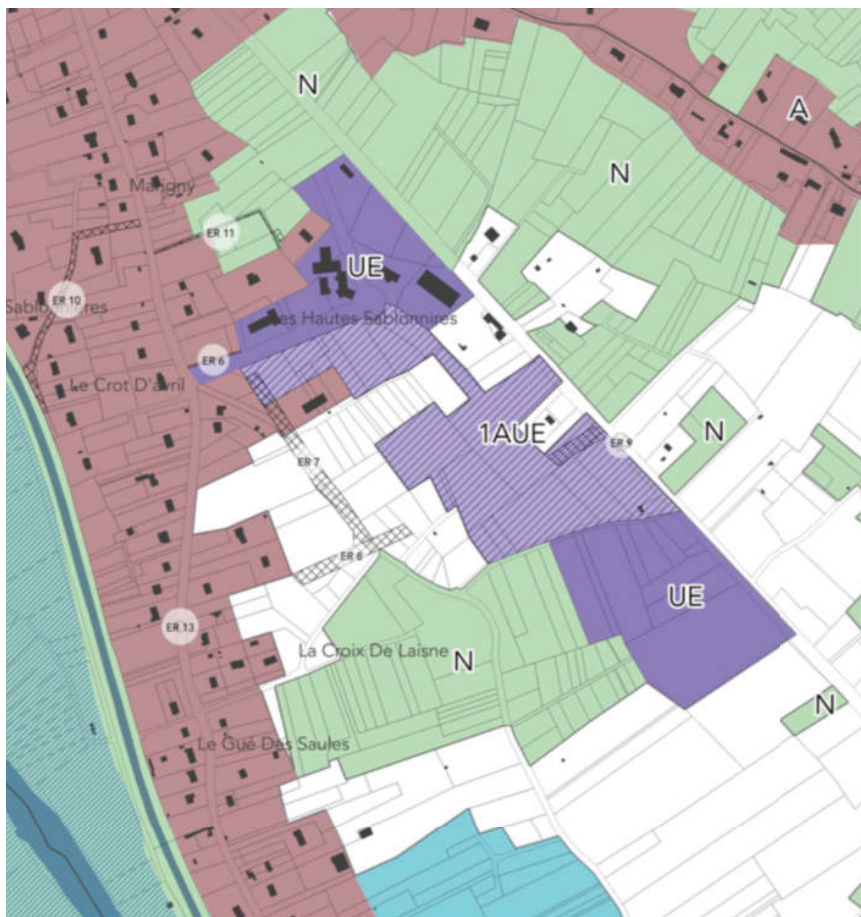 N
A
N
Marigny
ER 11
UE
ER 10
Sablonnières
Les Hautes Sablonnires
ER 6
Le Crot D'avril
1AUE
N
ER 9
ER 7
ER 8
UE
ER 13
La Croix De Laisne
N
N
Le Gué Des Saules